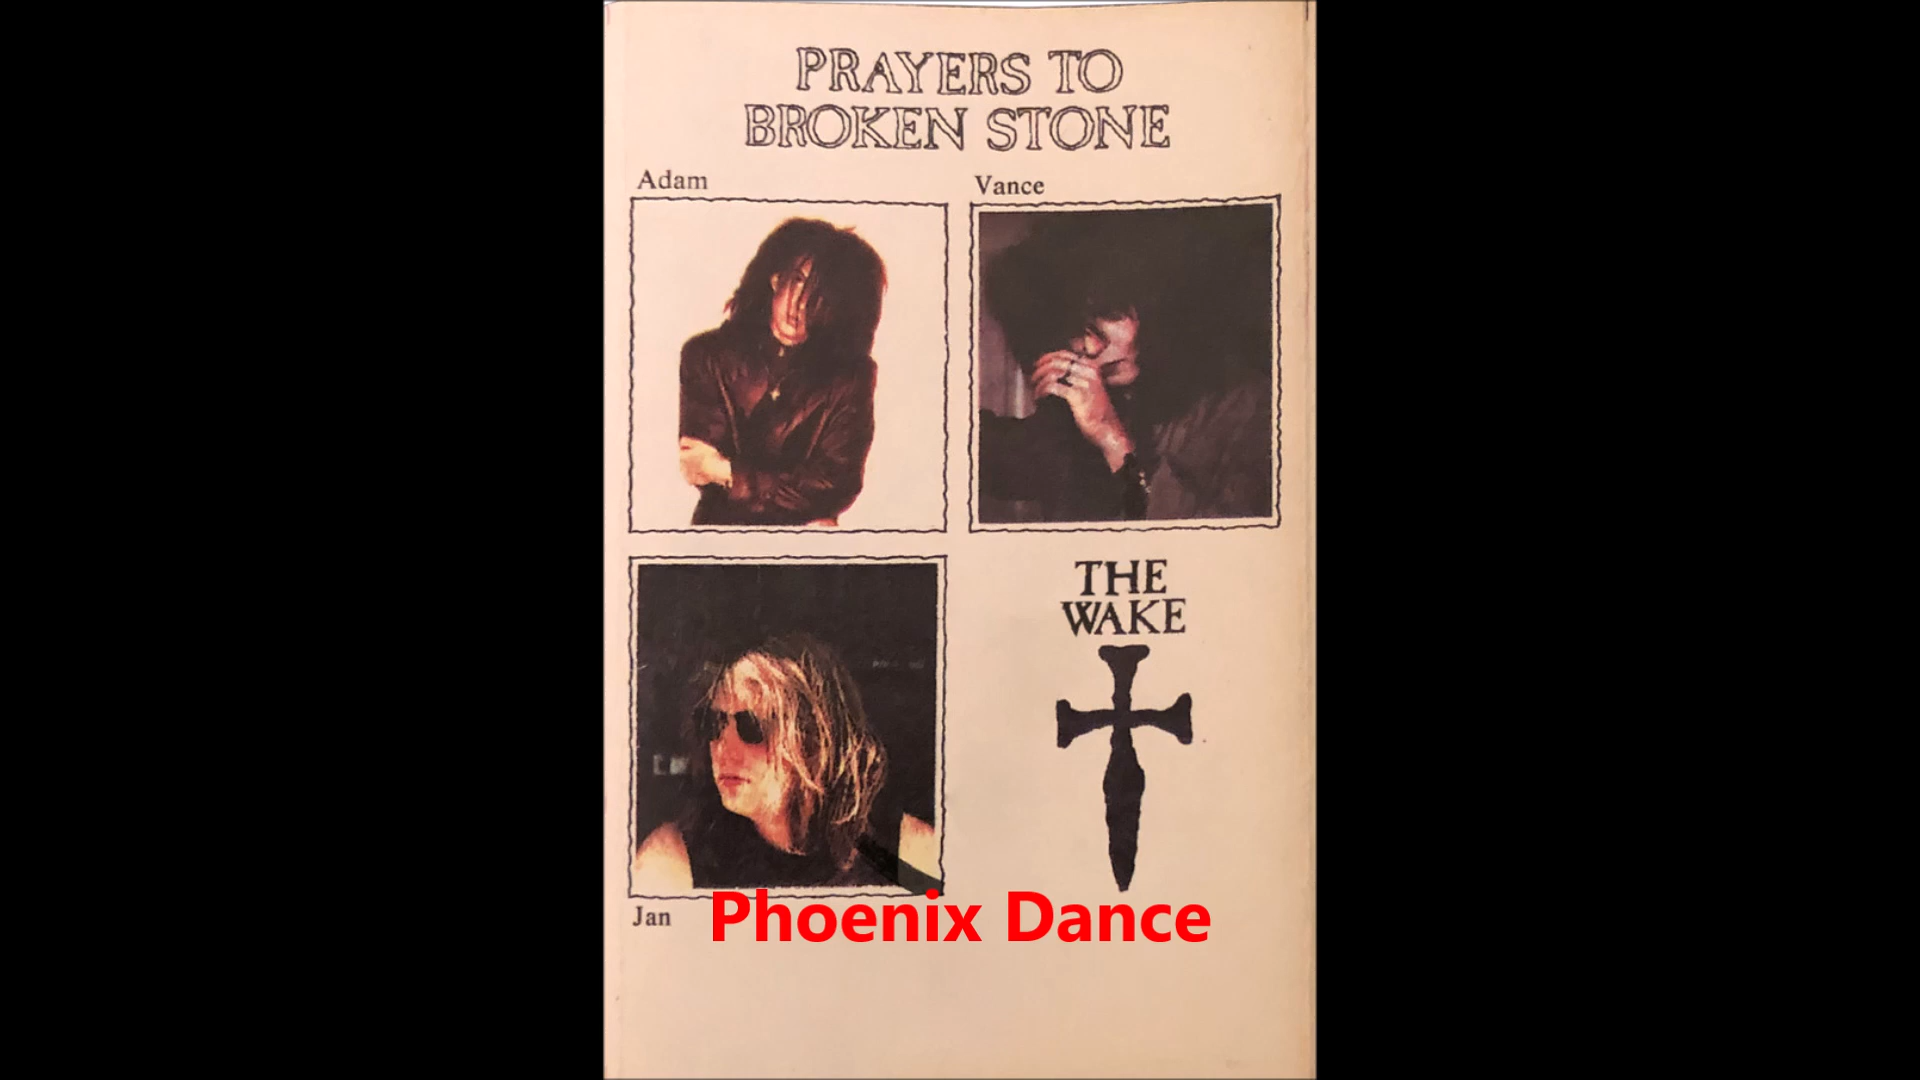 PRAYERS TO
BROKEN STONE
Adam
Vance
THE
WAKE
Jan
Phoenix Dance